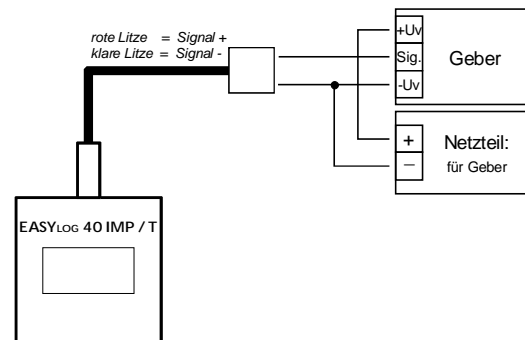 rote Litze = Signal +
klare Litze = Signal -
+Uv
Sig.
-Uv
Geber
+
−
Netzteil:
für Geber
EASYLOG 40 IMP / T